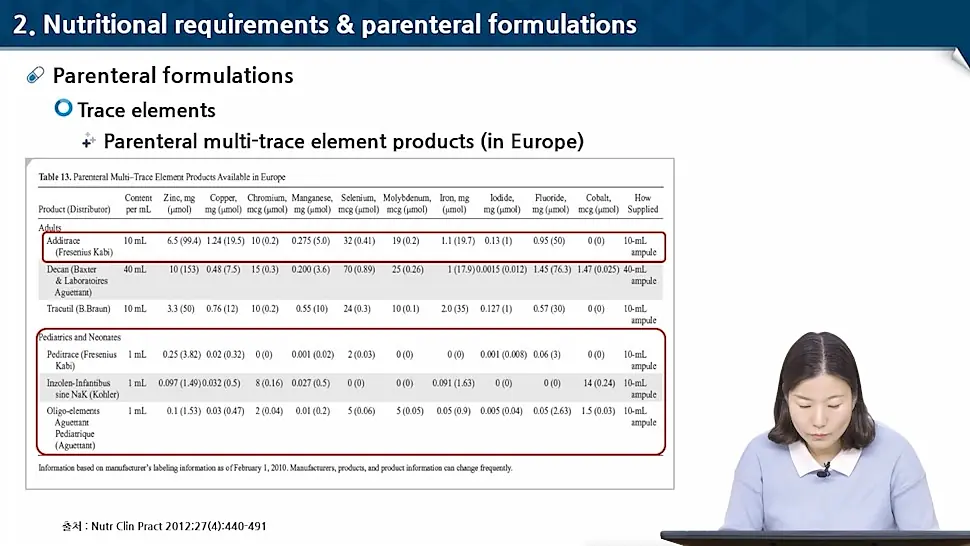 2. Nutritional requirements & parenteral formulations
Parenteral formulations
Trace elements
Parenteral multi-trace element products (in Europe)
Table 13. Parenteral Multi–Trace Element Products Available in Europe
Product (Distributor) Content per mL Zinc, mg (µmol) Copper, mg (µmol) Chromium, mcg (µmol) Manganese, mg (µmol) Selenium, mcg (µmol) Molybdenum, mcg (µmol) Iron, mg (µmol) Iodide, mg (µmol) Fluoride, mg (µmol) Cobalt, mcg (µmol) How Supplied
Adults
Additrace (Fresenius Kabi) 10 mL 6.5 (99.4) 1.24 (19.5) 10 (0.2) 0.275 (5.0) 32 (0.41) 19 (0.2) 1.1 (19.7) 0.13 (1) 0.95 (50) 0 (0) 10-mL ampule
Decan (Baxter & Laboratoires Aguettant) 40 mL 10 (153) 0.48 (7.5) 15 (0.3) 0.200 (3.6) 70 (0.89) 25 (0.26) 1 (17.9) 0.0015 (0.012) 1.45 (76.3) 1.47 (0.025) 40-mL ampule
Tracutil (B.Braun) 10 mL 3.3 (50) 0.76 (12) 10 (0.2) 0.55 (10) 24 (0.3) 10 (0.1) 2.0 (35) 0.127 (1) 0.57 (30) 0 (0) 10-mL ampule
Pediatrics and Neonates
Peditrace (Fresenius Kabi) 1 mL 0.25 (3.82) 0.02 (0.32) 0 (0) 0.001 (0.02) 2 (0.03) 0 (0) 0 (0) 0.001 (0.008) 0.06 (3) 0 (0) 10-mL ampule
Inzolen-Infantibus sine NaK (Kohler) 1 mL 0.097 (1.49) 0.032 (0.5) 8 (0.16) 0.027 (0.5) 0 (0) 0 (0) 0.091 (1.63) 0 (0) 0 (0) 14 (0.24) 10-mL ampule
Oligo-elements Aguettant Pediatrique (Aguettant) 1 mL 0.1 (1.53) 0.03 (0.47) 2 (0.04) 0.01 (0.2) 5 (0.06) 5 (0.05) 0.05 (0.9) 0.005 (0.04) 0.05 (2.63) 1.5 (0.03) 10-mL ampule
Information based on manufacturer's labeling information as of February 1, 2010. Manufacturers, products, and product information can change frequently.
출처 : Nutr Clin Pract 2012;27(4):440-491